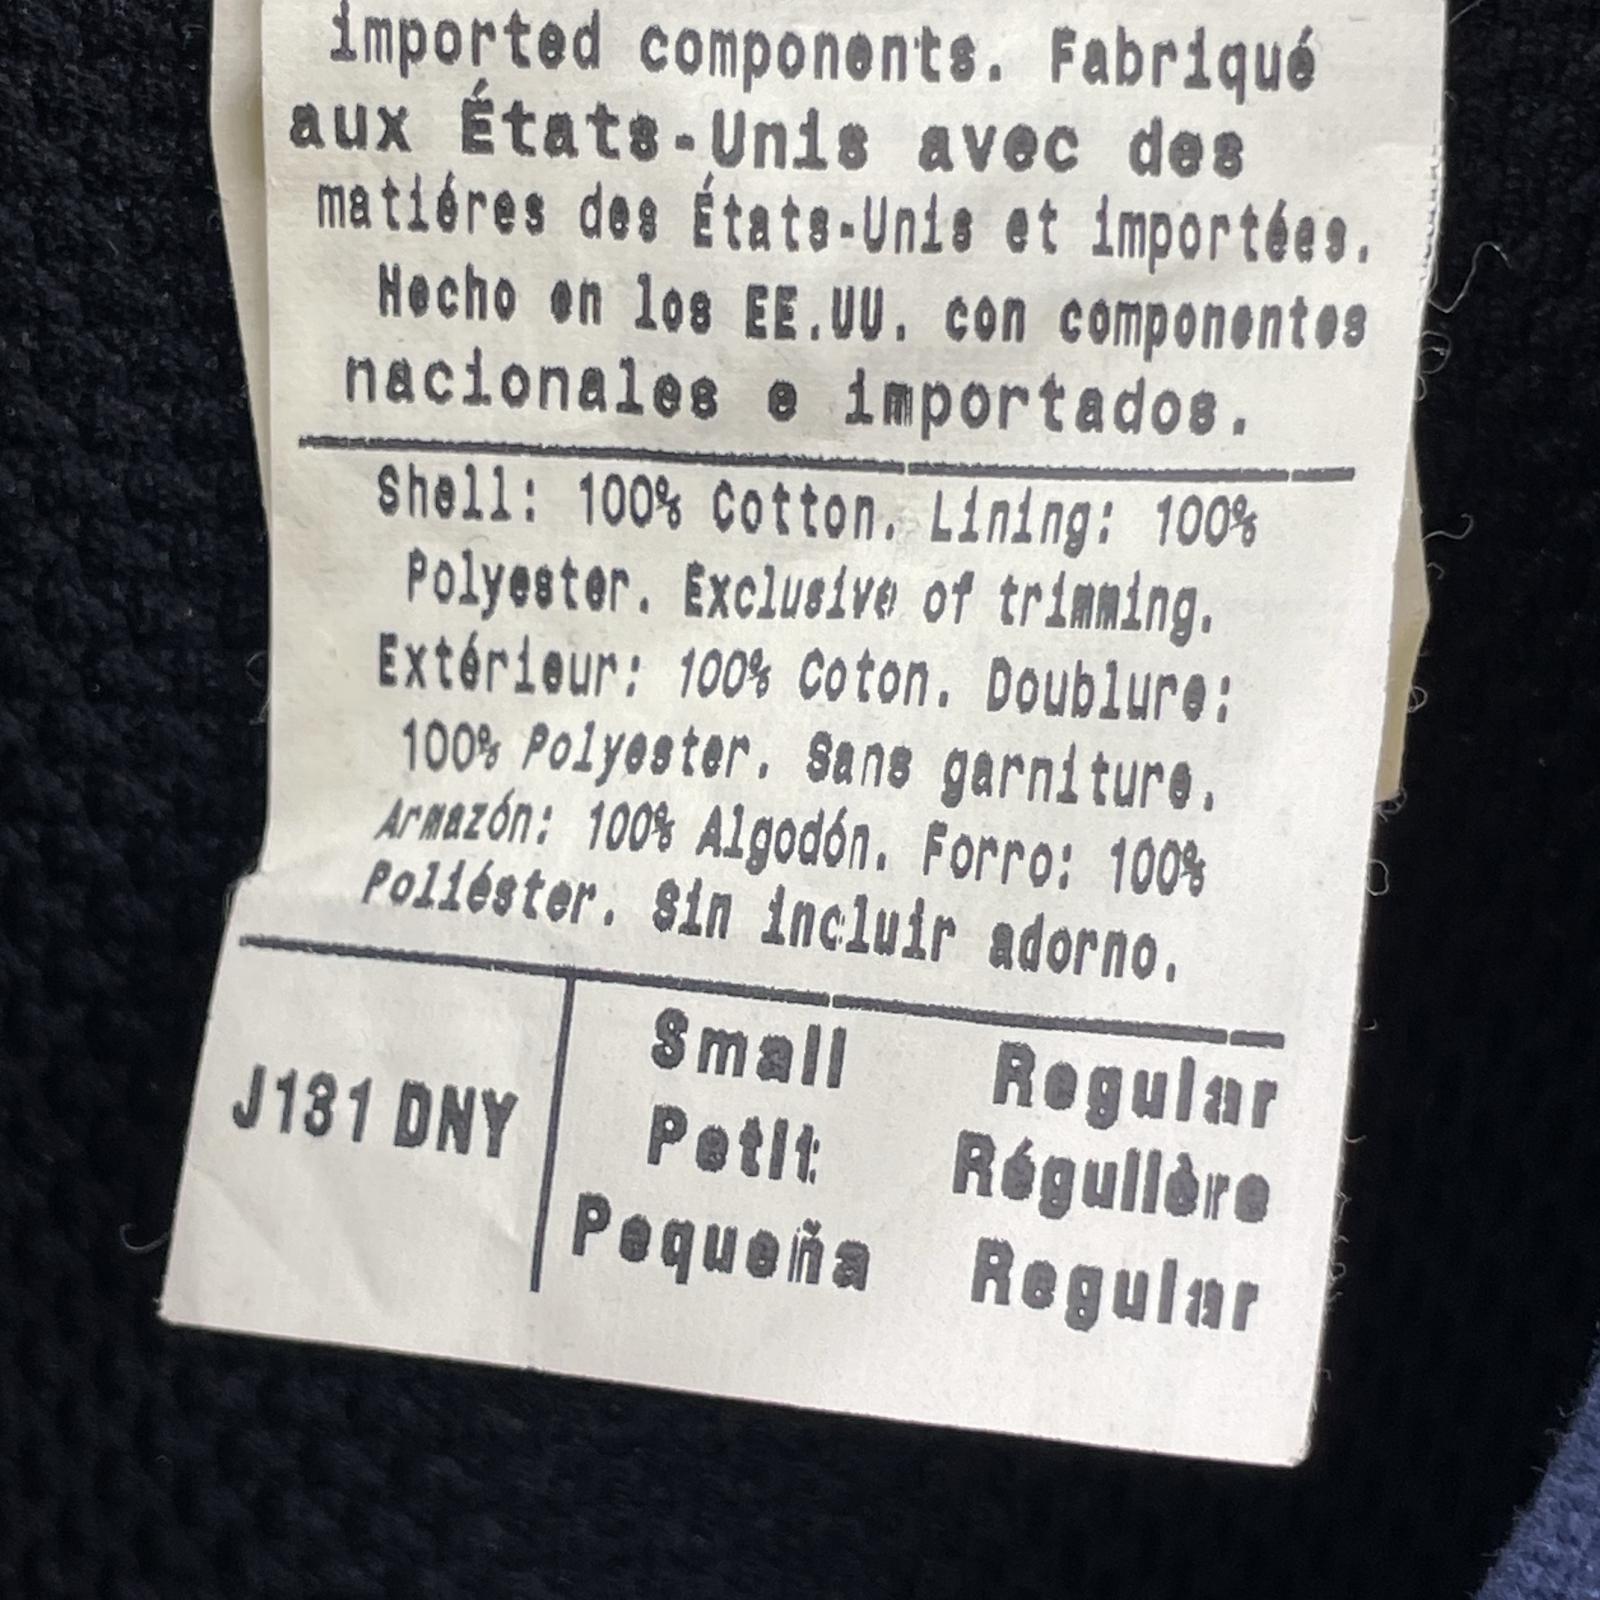 imported components. Fabriqué
aux États-Unis avec des
matiéres des États-Unis et importées.
Hecho en los EE.UU. con componentes
nacionales e importados.
Shell: 100% Cotton. Lining: 100%
Polyester. Exclusive of trimming.
Extérieur: 100% Coton. Doublure:
100% Polyester. Sans garniture.
Armazón: 100% Algodón. Forro: 100%
Poliéster. Sin incluir adorno.
J131 DNY
Small Regular
Petit Régulière
Pequeña Regular